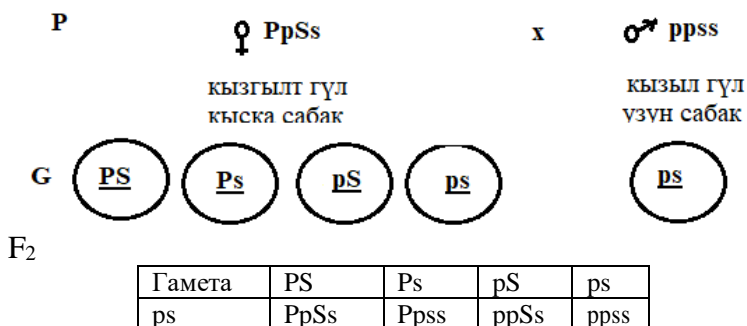 P ♀ PpSs x ♂ ppss
кызгылт гүл кызыл гүл
кыска сабак узун сабак
G PS Ps pS ps ps
F₂
Гамета PS Ps pS ps
ps PpSs Ppss ppSs ppss